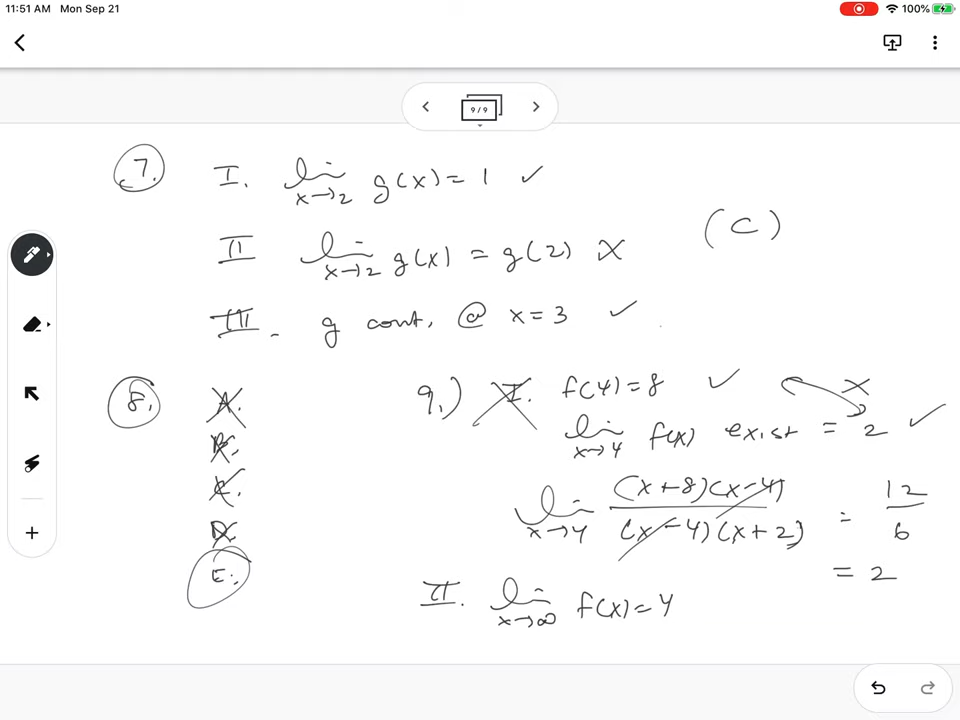 11:51 AM Mon Sep 21
100%
9/9
7. I. lim x→2 g(x) = 1 ✓
II lim x→2 g(x) = g(2) X
(C)
III. g cont. @ x = 3 ✓
8. A.
B.
C.
D.
E.
9.) I. f(4) = 8 ✓ X
lim x→4 f(x) exist = 2 ✓
lim x→4 (x+8)(x-4) / (x-4)(x+2) = 12/6
= 2
II. lim x→∞ f(x) = 4